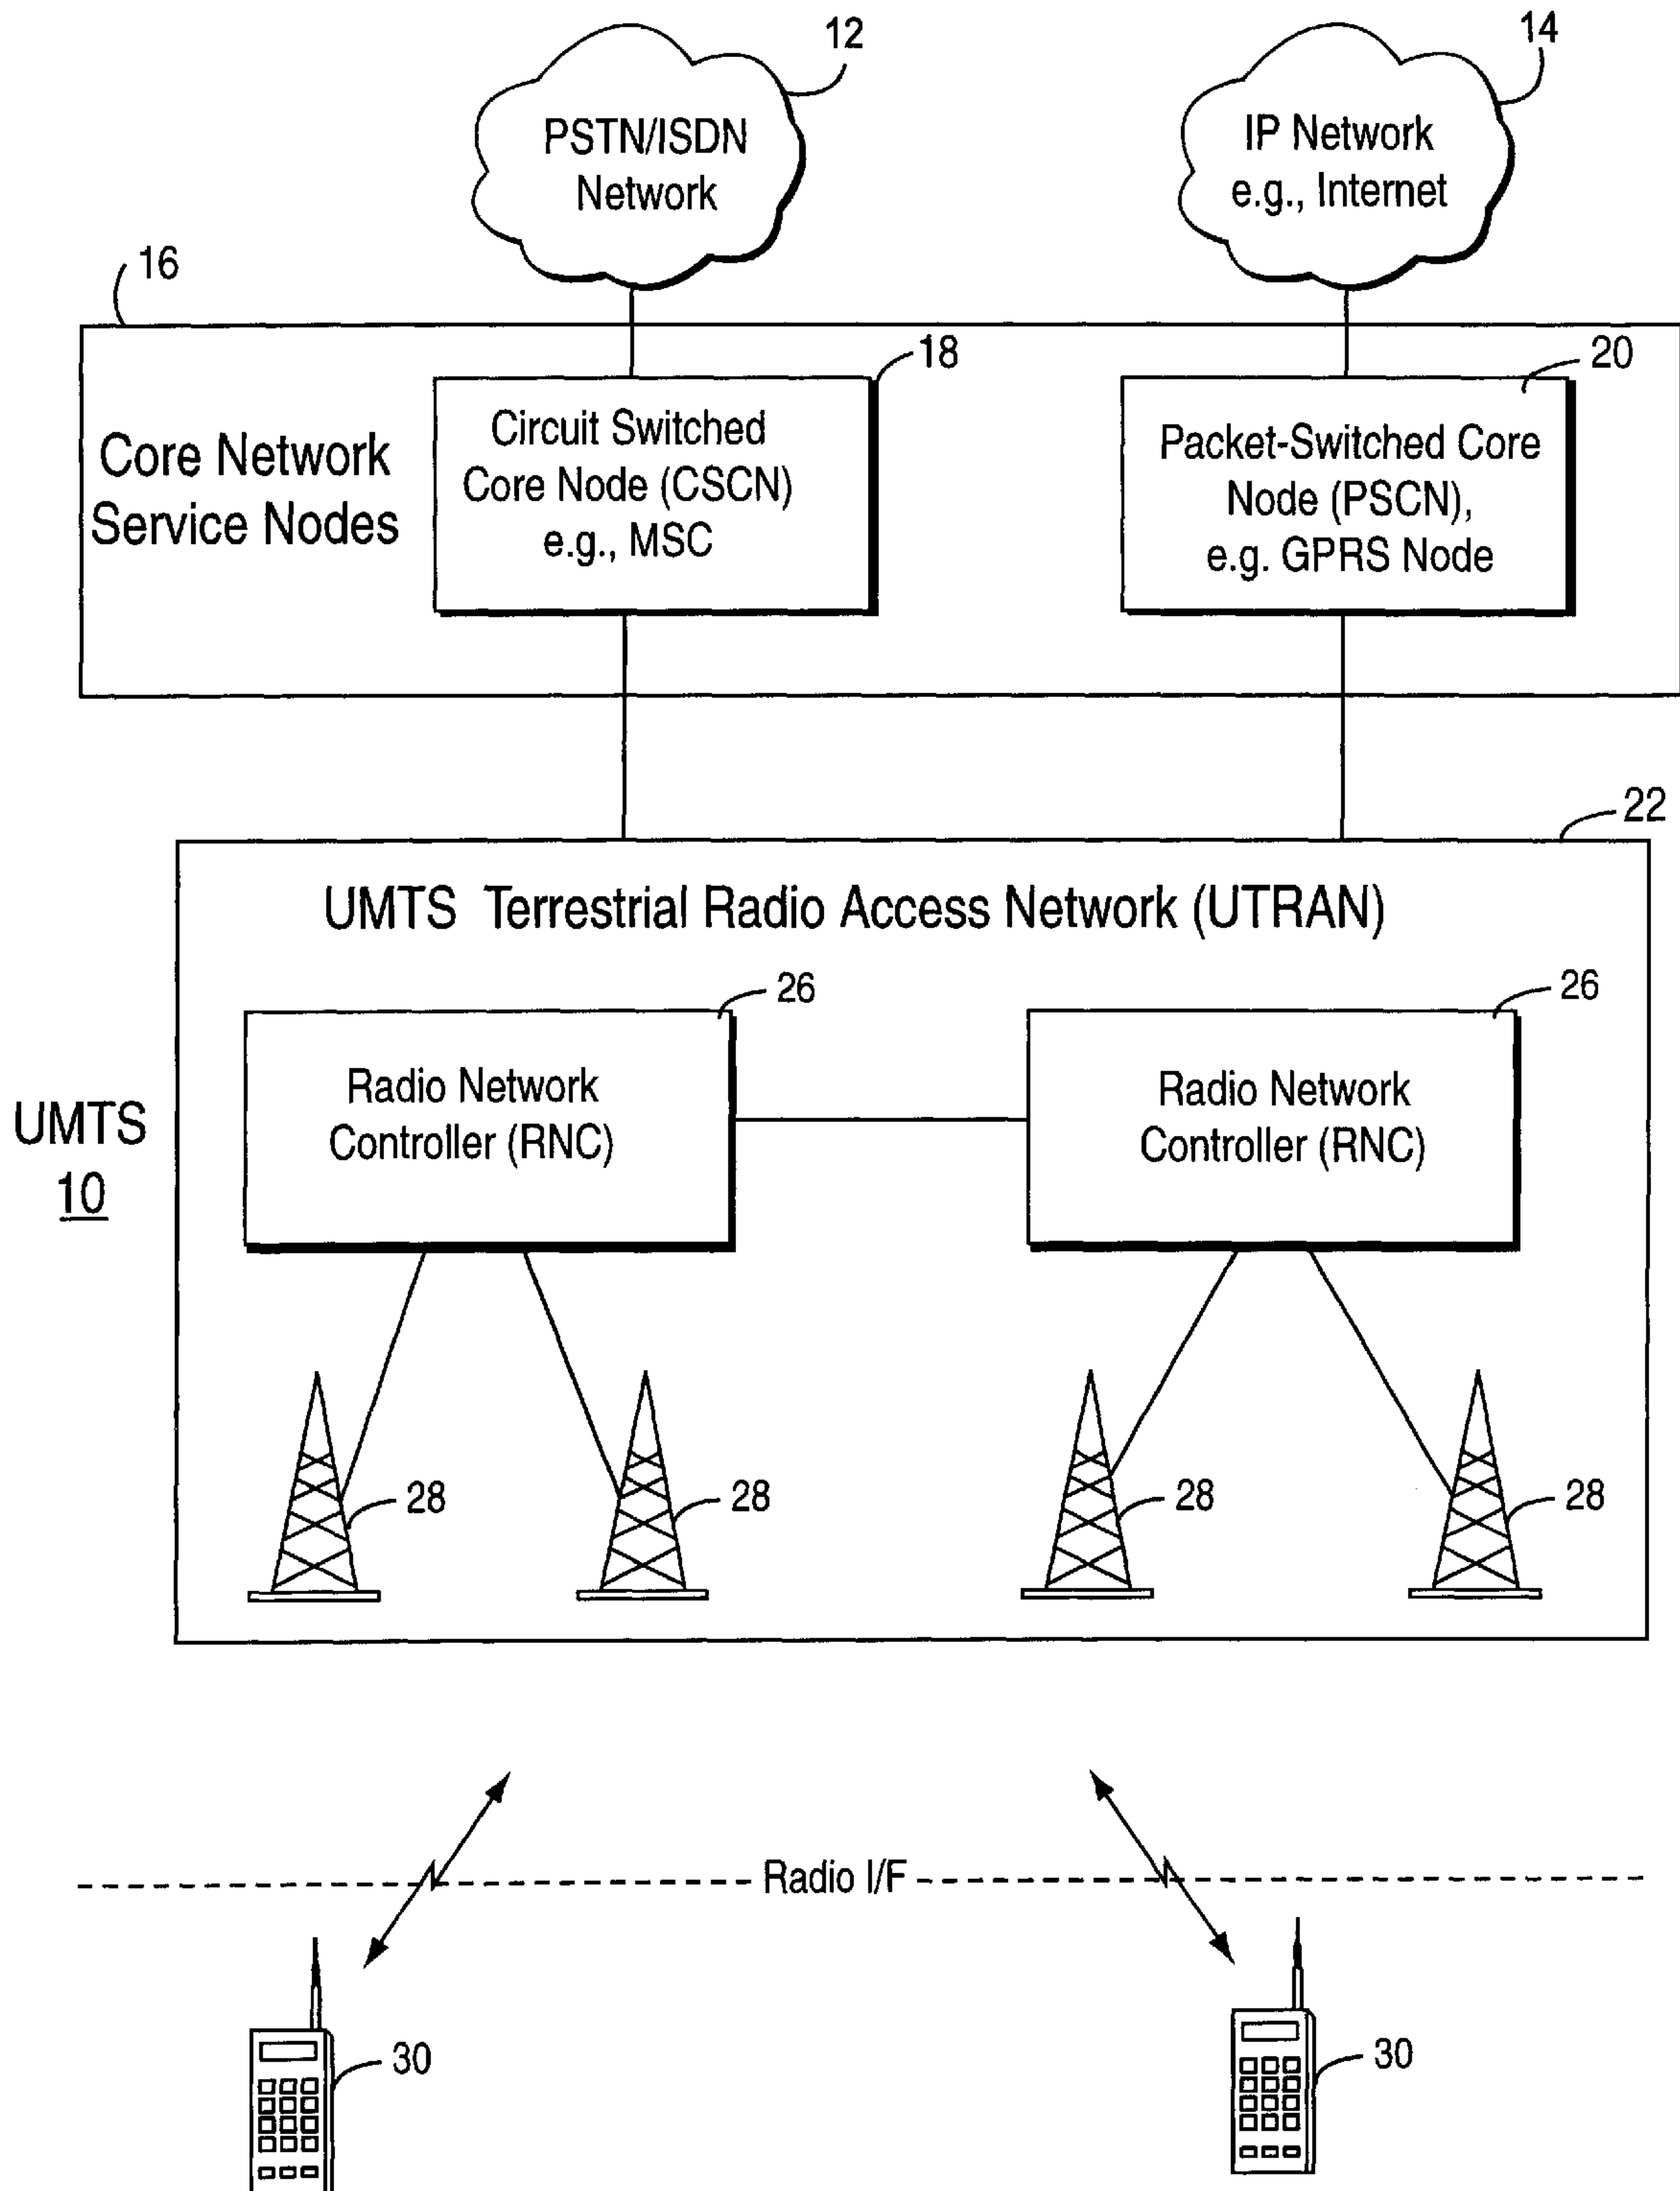 12
14
PSTN/ISDN
Network
IP Network
e.g., Internet
16
18
20
Core Network
Service Nodes
Circuit Switched
Core Node (CSCN)
e.g., MSC
Packet-Switched Core
Node (PSCN),
e.g. GPRS Node
22
UMTS Terrestrial Radio Access Network (UTRAN)
26
26
Radio Network
Controller (RNC)
Radio Network
Controller (RNC)
UMTS
10
28
28
28
28
Radio I/F
30
30